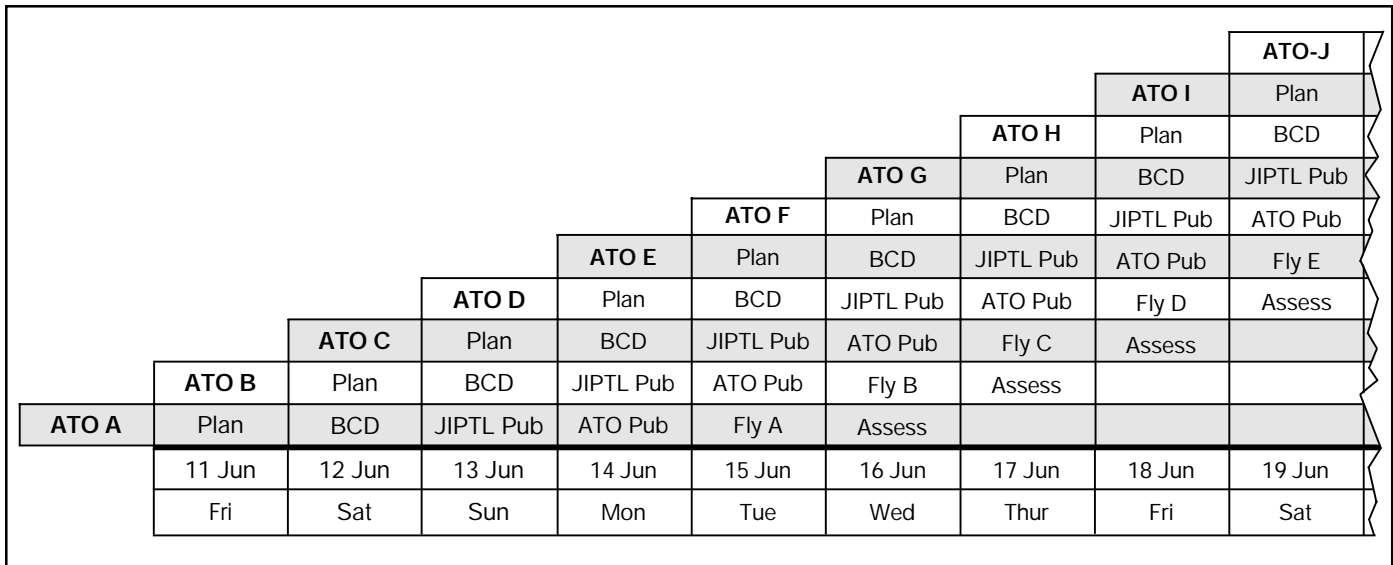 ATO-J
ATO I Plan
ATO H Plan BCD
ATO G Plan BCD JIPTL Pub
ATO F Plan BCD JIPTL Pub ATO Pub
ATO E Plan BCD JIPTL Pub ATO Pub Fly E
ATO D Plan BCD JIPTL Pub ATO Pub Fly D Assess
ATO C Plan BCD JIPTL Pub ATO Pub Fly C Assess
ATO B Plan BCD JIPTL Pub ATO Pub Fly B Assess
ATO A Plan BCD JIPTL Pub ATO Pub Fly A Assess
11 Jun 12 Jun 13 Jun 14 Jun 15 Jun 16 Jun 17 Jun 18 Jun 19 Jun
Fri Sat Sun Mon Tue Wed Thur Fri Sat